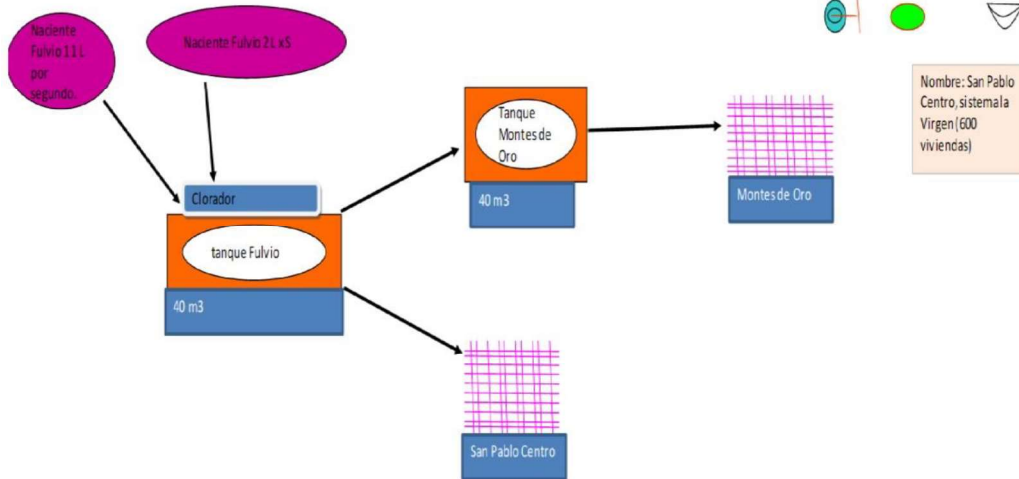 Naciente
Fulvio 1 1 L
por
segundo.
Naciente Fulvio 2 L x S
Clorador
tanque Fulvio
40 m3
Tanque
Montes de
Oro
40 m3
Montes de Oro
San Pablo Centro
Nombre: San Pablo
Centro, sistema la
Virgen (600
viviendas)